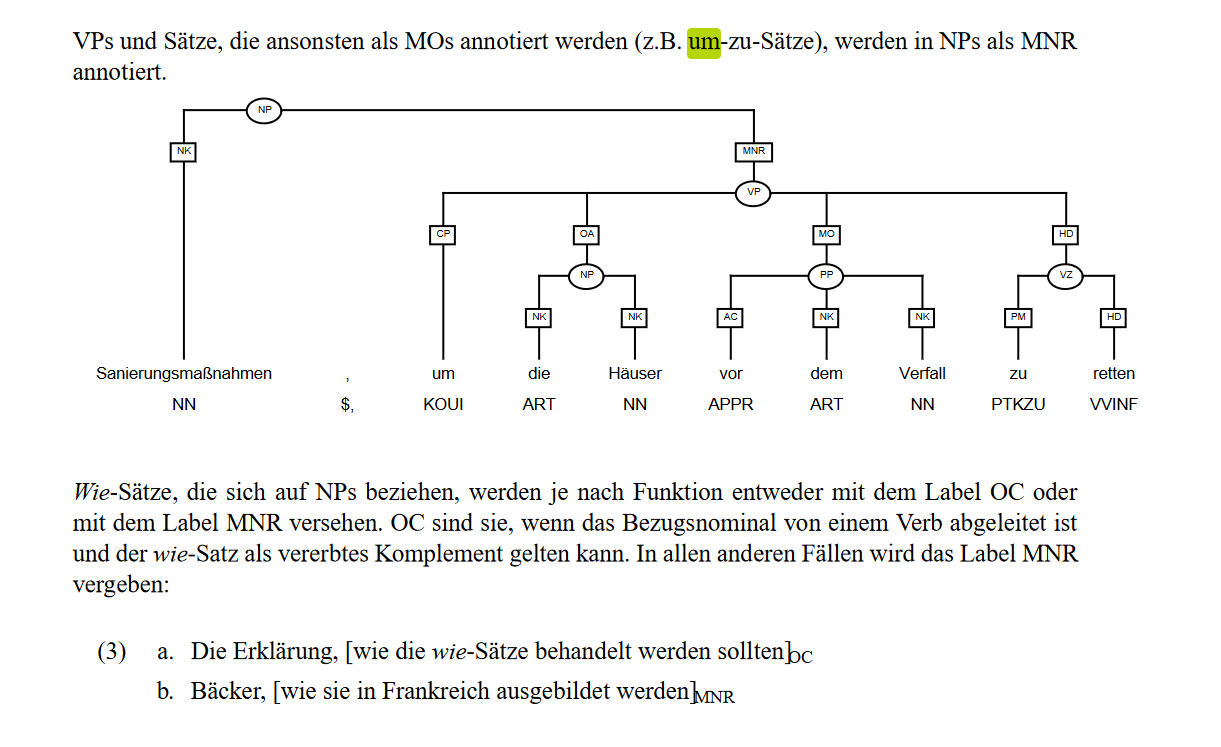 VPs und Sätze, die ansonsten als MOs annotiert werden (z.B. um-zu-Sätze), werden in NPs als MNR
annotiert.
NP
NK MNR
VP
CP OA MO HD
NP PP VZ
NK NK AC NK NK PM HD
Sanierungsmaßnahmen , um die Häuser vor dem Verfall zu retten
NN $, KOUI ART NN APPR ART NN PTKZU VVINF
Wie-Sätze, die sich auf NPs beziehen, werden je nach Funktion entweder mit dem Label OC oder
mit dem Label MNR versehen. OC sind sie, wenn das Bezugsnominal von einem Verb abgeleitet ist
und der wie-Satz als vererbtes Komplement gelten kann. In allen anderen Fällen wird das Label MNR
vergeben:
(3) a. Die Erklärung, [wie die wie-Sätze behandelt werden sollten]OC
b. Bäcker, [wie sie in Frankreich ausgebildet werden]MNR